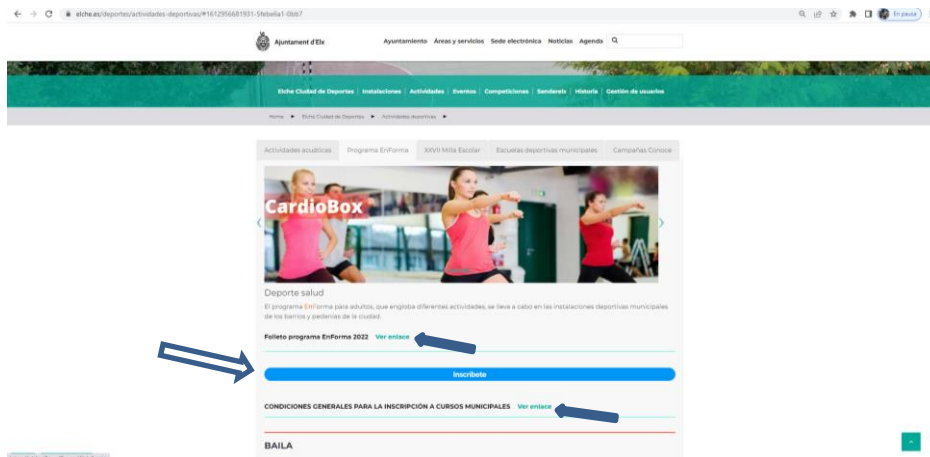 elche.es/deportes/actividades-deportivas/#1612956681931-5febe6a1-0bb7
En pausa
Ajuntament d'Elx
Ayuntamiento Áreas y servicios Sede electrónica Noticias Agenda
Elche Ciudad de Deportes | Instalaciones | Actividades | Eventos | Competiciones | Senderelx | Historia | Gestión de usuarios
Home ► Elche Ciudad de Deportes ► Actividades deportivas ►
Actividades acuáticas Programa EnForma XXVII Milla Escolar Escuelas deportivas municipales Campañas Conoce
CardioBox
Deporte salud
El programa EnForma para adultos, que engloba diferentes actividades, se lleva a cabo en las instalaciones deportivas municipales
de los barrios y pedanías de la ciudad.
Folleto programa EnForma 2022 Ver enlace
Inscríbete
CONDICIONES GENERALES PARA LA INSCRIPCIÓN A CURSOS MUNICIPALES Ver enlace
BAILA